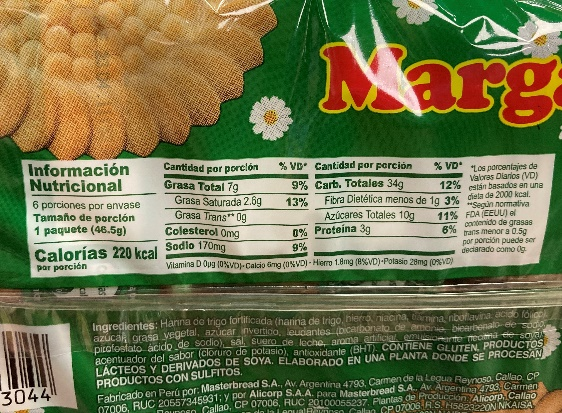 Marga
Información
Nutricional
6 porciones por envase
Tamaño de porción
1 paquete (46.5g)
Calorías 220 kcal
por porción
Cantidad por porción % VD*
Grasa Total 7g 9%
Grasa Saturada 2.6g 13%
Grasa Trans** 0g
Colesterol 0mg 0%
Sodio 170mg 9%
Cantidad por porción % VD*
Carb. Totales 34g 12%
Fibra Dietética menos de 1g 3%
Azúcares Totales 10g 11%
Proteína 3g 6%
Vitamina D 0µg (0%VD) • Calcio 6mg (0%VD) • Hierro 1.8mg (8%VD) • Potasio 28mg (0%VD)
*Los porcentajes de
Valores Diarios (VD)
están basados en una
dieta de 2000 kcal.
**Según normativa
FDA (EEUU) el
contenido de grasas
trans menor a 0.5g
por porción puede ser
declarado como 0g.
Ingredientes: Harina de trigo fortificada (harina de trigo, hierro, niacina, tiamina, riboflavina, ácido fólico),
azúcar, grasa vegetal, azúcar invertido, leudantes (bicarbonato de amonio, bicarbonato de sodio,
pirofosfato ácido de sodio), sal, suero de leche, aroma artificial, emulsionante
acentuador del sabor (cloruro de potasio), antioxidante (BHT). CONTIENE GLUTEN, PRODUCTOS
LÁCTEOS Y DERIVADOS DE SOYA. ELABORADO EN UNA PLANTA DONDE SE PROCESAN
PRODUCTOS CON SULFITOS.
Fabricado en Perú por: Masterbread S.A., Av. Argentina 4793, Carmen de la Legua Reynoso, Callao, CP
07006, RUC 20557745931; y por Alicorp S.A.A. para Masterbread S.A. Av. Argentina 4793, Carmen
Reynoso, Callao, CP 07006, RUC 20100055237, Plantas de Producción Alicorp, Callao
Callao, CP 07006
3044